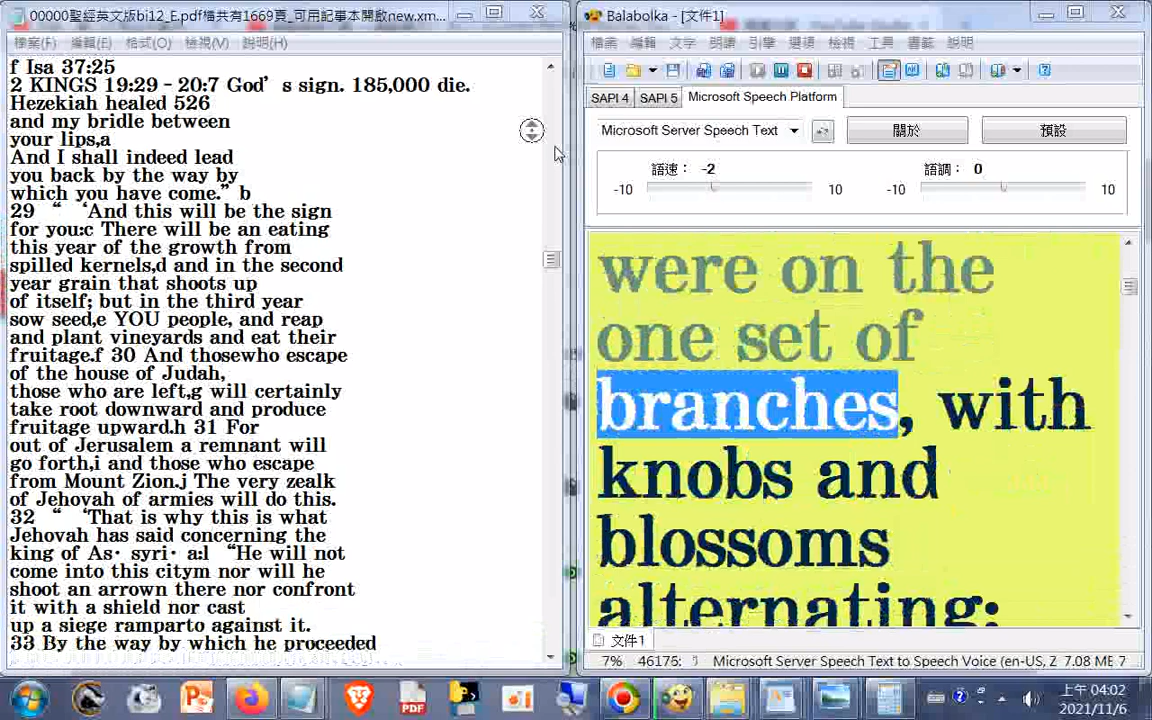 00000聖經英文版bi12_E.pdf檔共有1669頁_可用記事本開啟new.xm...
檔案(F) 編輯(E) 格式(O) 檢視(V) 說明(H)
f Isa 37:25
2 KINGS 19:29 - 20:7 God's sign. 185,000 die.
Hezekiah healed 526
and my bridle between
your lips,a
And I shall indeed lead
you back by the way by
which you have come.” b
29 “ ‘And this will be the sign
for you:c There will be an eating
this year of the growth from
spilled kernels,d and in the second
year grain that shoots up
of itself; but in the third year
sow seed,e YOU people, and reap
and plant vineyards and eat their
fruitage.f 30 And thosewho escape
of the house of Judah,
those who are left,g will certainly
take root downward and produce
fruitage upward.h 31 For
out of Jerusalem a remnant will
go forth,i and those who escape
from Mount Zion.j The very zealk
of Jehovah of armies will do this.
32 “ ‘That is why this is what
Jehovah has said concerning the
king of As· syri· a:l “He will not
come into this citym nor will he
shoot an arrown there nor confront
it with a shield nor cast
up a siege ramparto against it.
33 By the way by which he proceeded
Balabolka - [文件1]
檔案 編輯 文字 朗讀 引擎 選項 檢視 工具 書籤 說明
SAPI 4 SAPI 5 Microsoft Speech Platform
Microsoft Server Speech Text 關於 預設
語速: -2 語調: 0
-10 10 -10 10
were on the
one set of
branches, with
knobs and
blossoms
alternating;
文件1
7% 46175: Microsoft Server Speech Text to Speech Voice (en-US, Z 7.08 ME 7
PDF
上午 04:02
2021/11/6